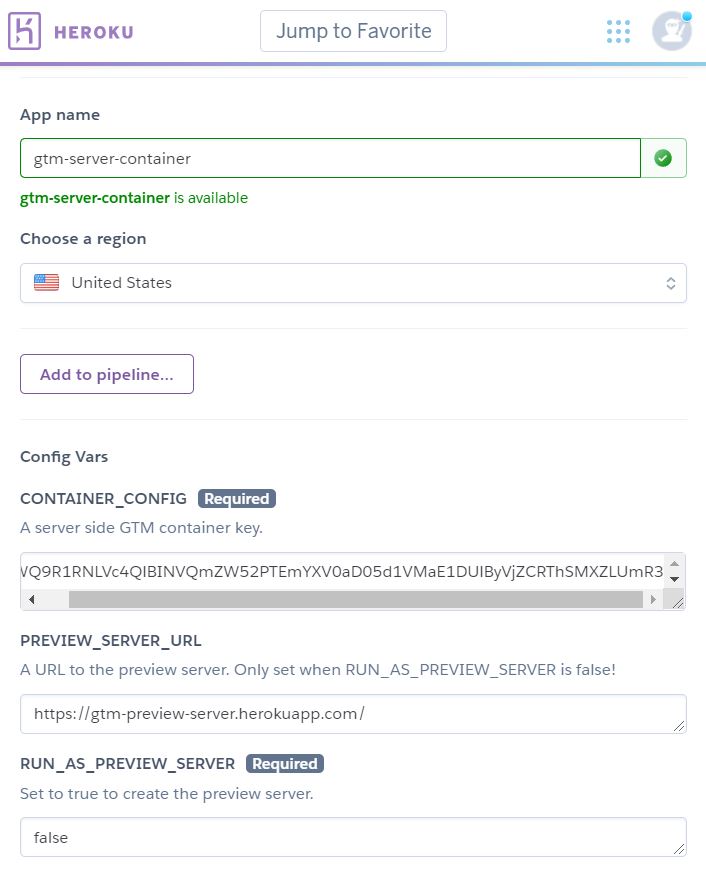 HEROKU
Jump to Favorite
App name
gtm-server-container
gtm-server-container is available
Choose a region
United States
Add to pipeline...
Config Vars
CONTAINER_CONFIG Required
A server side GTM container key.
WQ9R1RNLVc4QIBINVQmZW52PTEmYXV0aD05d1VMaE1DUIByVjZCRThSMXZLUmR3
PREVIEW_SERVER_URL
A URL to the preview server. Only set when RUN_AS_PREVIEW_SERVER is false!
https://gtm-preview-server.herokuapp.com/
RUN_AS_PREVIEW_SERVER Required
Set to true to create the preview server.
false